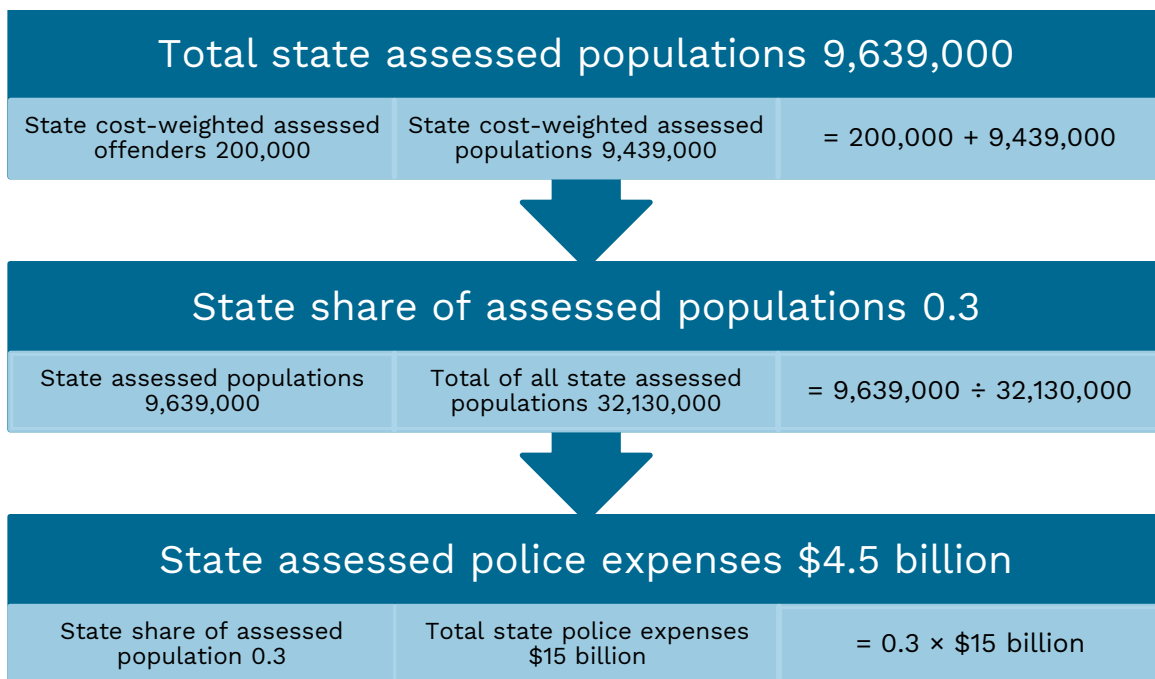 Total state assessed populations 9,639,000
State cost-weighted assessed
offenders 200,000
State cost-weighted assessed
populations 9,439,000
= 200,000 + 9,439,000
State share of assessed populations 0.3
State assessed populations
9,639,000
Total of all state assessed
populations 32,130,000
= 9,639,000 ÷ 32,130,000
State assessed police expenses $4.5 billion
State share of assessed
population 0.3
Total state police expenses
$15 billion
= 0.3 × $15 billion